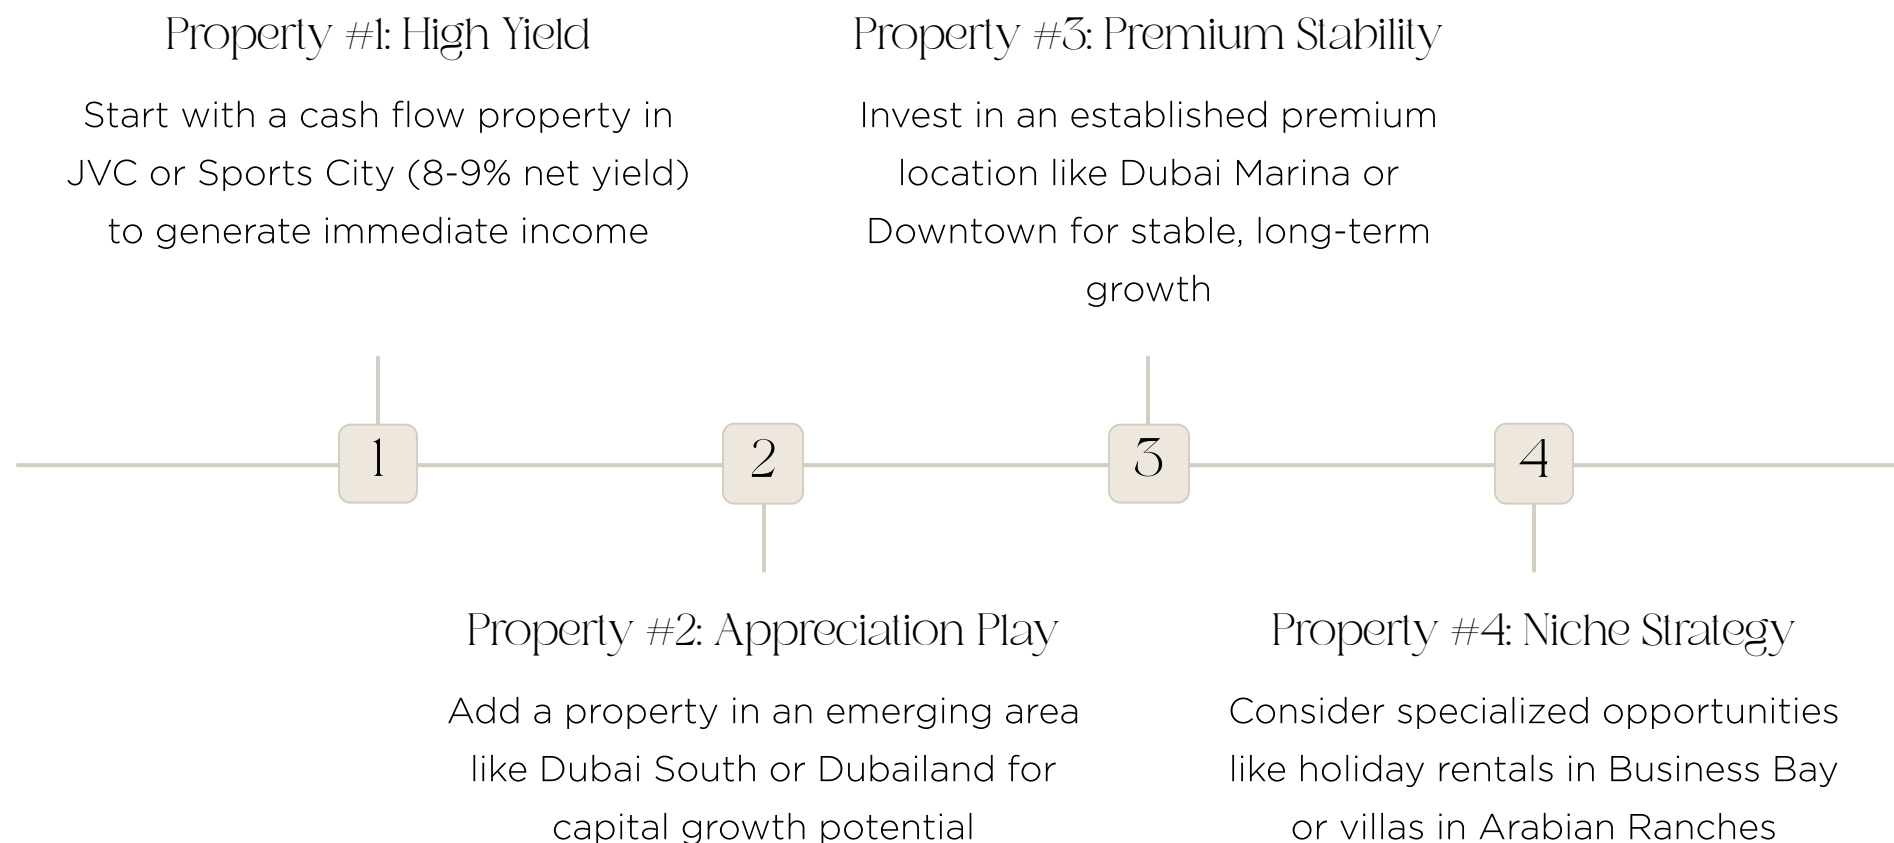 Property #1: High Yield
Start with a cash flow property in
JVC or Sports City (8-9% net yield)
to generate immediate income
Property #3: Premium Stability
Invest in an established premium
location like Dubai Marina or
Downtown for stable, long-term
growth
1
2
3
4
Property #2: Appreciation Play
Add a property in an emerging area
like Dubai South or Dubailand for
capital growth potential
Property #4: Niche Strategy
Consider specialized opportunities
like holiday rentals in Business Bay
or villas in Arabian Ranches